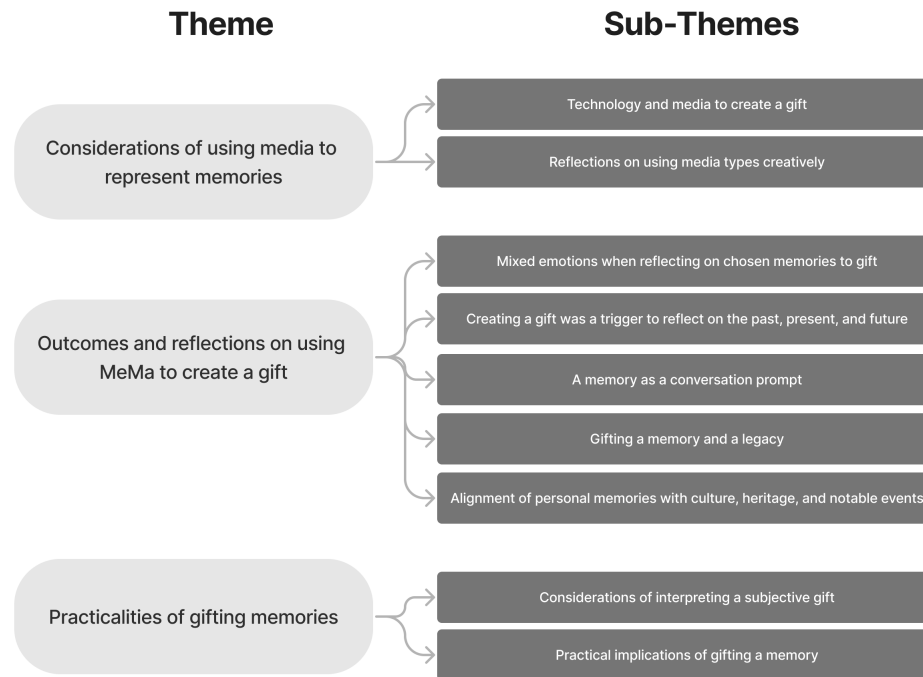 Theme
Sub-Themes
Considerations of using media to
represent memories
Technology and media to create a gift
Reflections on using media types creatively
Outcomes and reflections on using
MeMa to create a gift
Mixed emotions when reflecting on chosen memories to gift
Creating a gift was a trigger to reflect on the past, present, and future
A memory as a conversation prompt
Gifting a memory and a legacy
Alignment of personal memories with culture, heritage, and notable events
Practicalities of gifting memories
Considerations of interpreting a subjective gift
Practical implications of gifting a memory